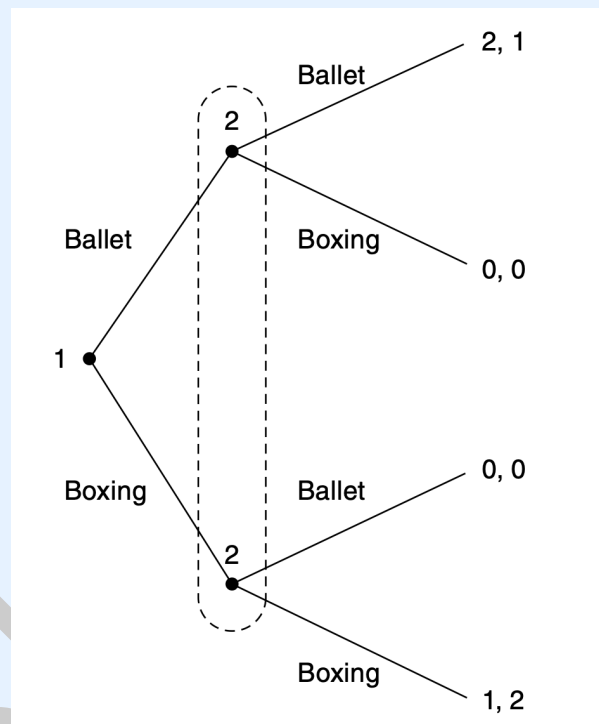 2, 1
Ballet
2
Ballet
Boxing
0, 0
1
0, 0
Boxing
Ballet
2
Boxing
1, 2